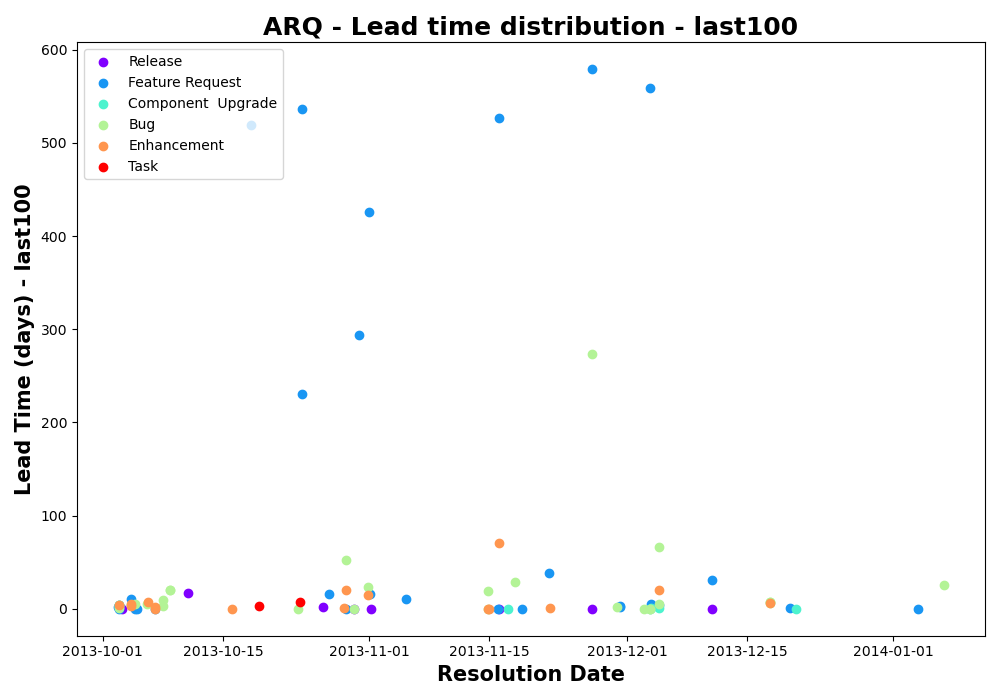 ARQ - Lead time distribution - last100
Lead Time (days) - last100
600
500
400
300
200
100
0
Release
Feature Request
Component  Upgrade
Bug
Enhancement
Task
2013-10-01
2013-10-15
2013-11-01
2013-11-15
2013-12-01
2013-12-15
2014-01-01
Resolution Date